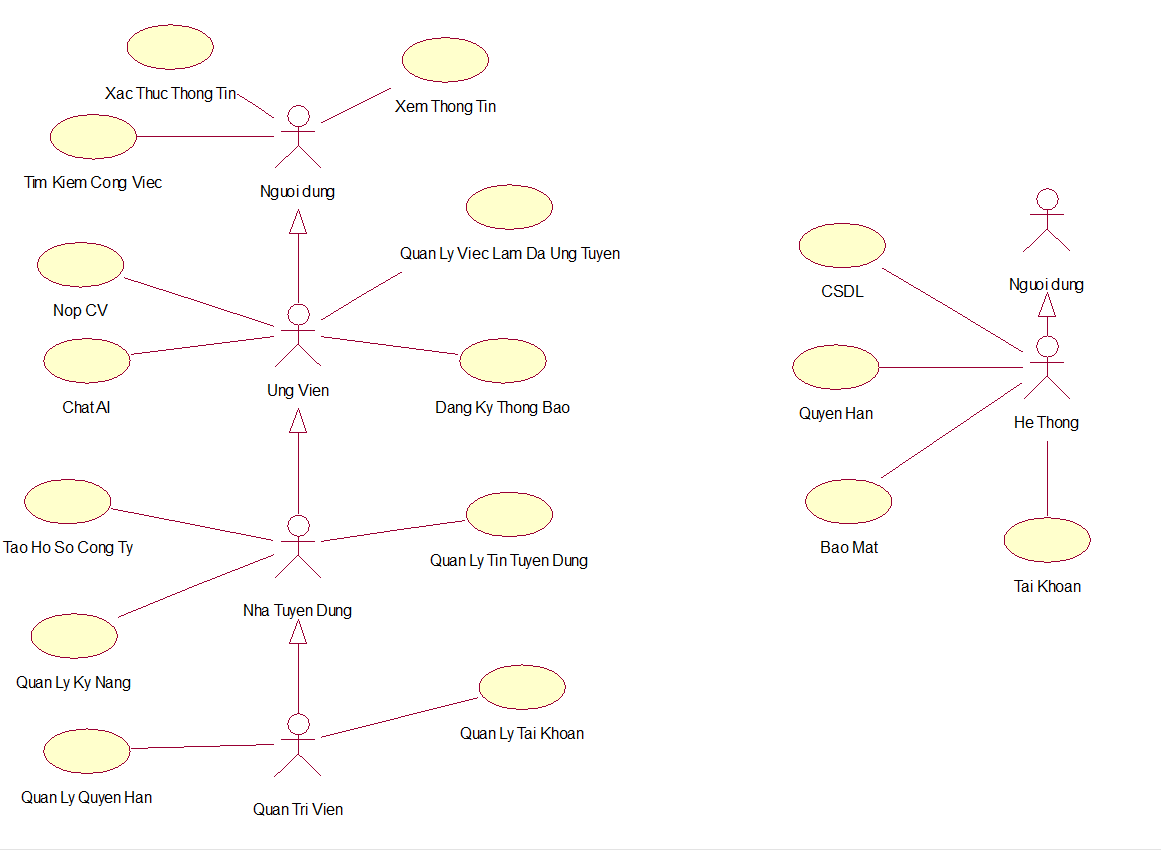 Xac Thuc Thong Tin
Xem Thong Tin
Tim Kiem Cong Viec
Nguoi dung
Quan Ly Viec Lam Da Ung Tuyen
Nop CV
Ung Vien
Chat AI
Dang Ky Thong Bao
Tao Ho So Cong Ty
Quan Ly Tin Tuyen Dung
Nha Tuyen Dung
Quan Ly Ky Nang
Quan Ly Tai Khoan
Quan Ly Quyen Han
Quan Tri Vien
Nguoi dung
CSDL
Quyen Han
He Thong
Bao Mat
Tai Khoan